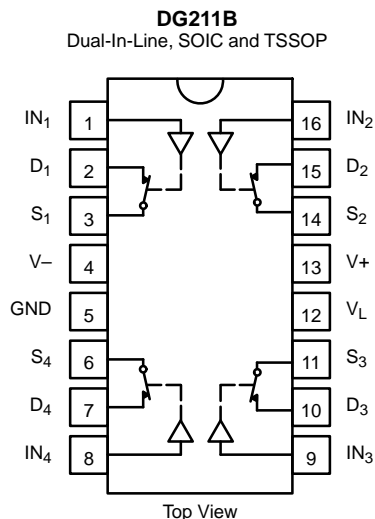 DG211B
Dual-In-Line, SOIC and TSSOP
IN₁ 1 16 IN₂
D₁ 2 15 D₂
S₁ 3 14 S₂
V– 4 13 V+
GND 5 12 V_L
S₄ 6 11 S₃
D₄ 7 10 D₃
IN₄ 8 9 IN₃
Top View